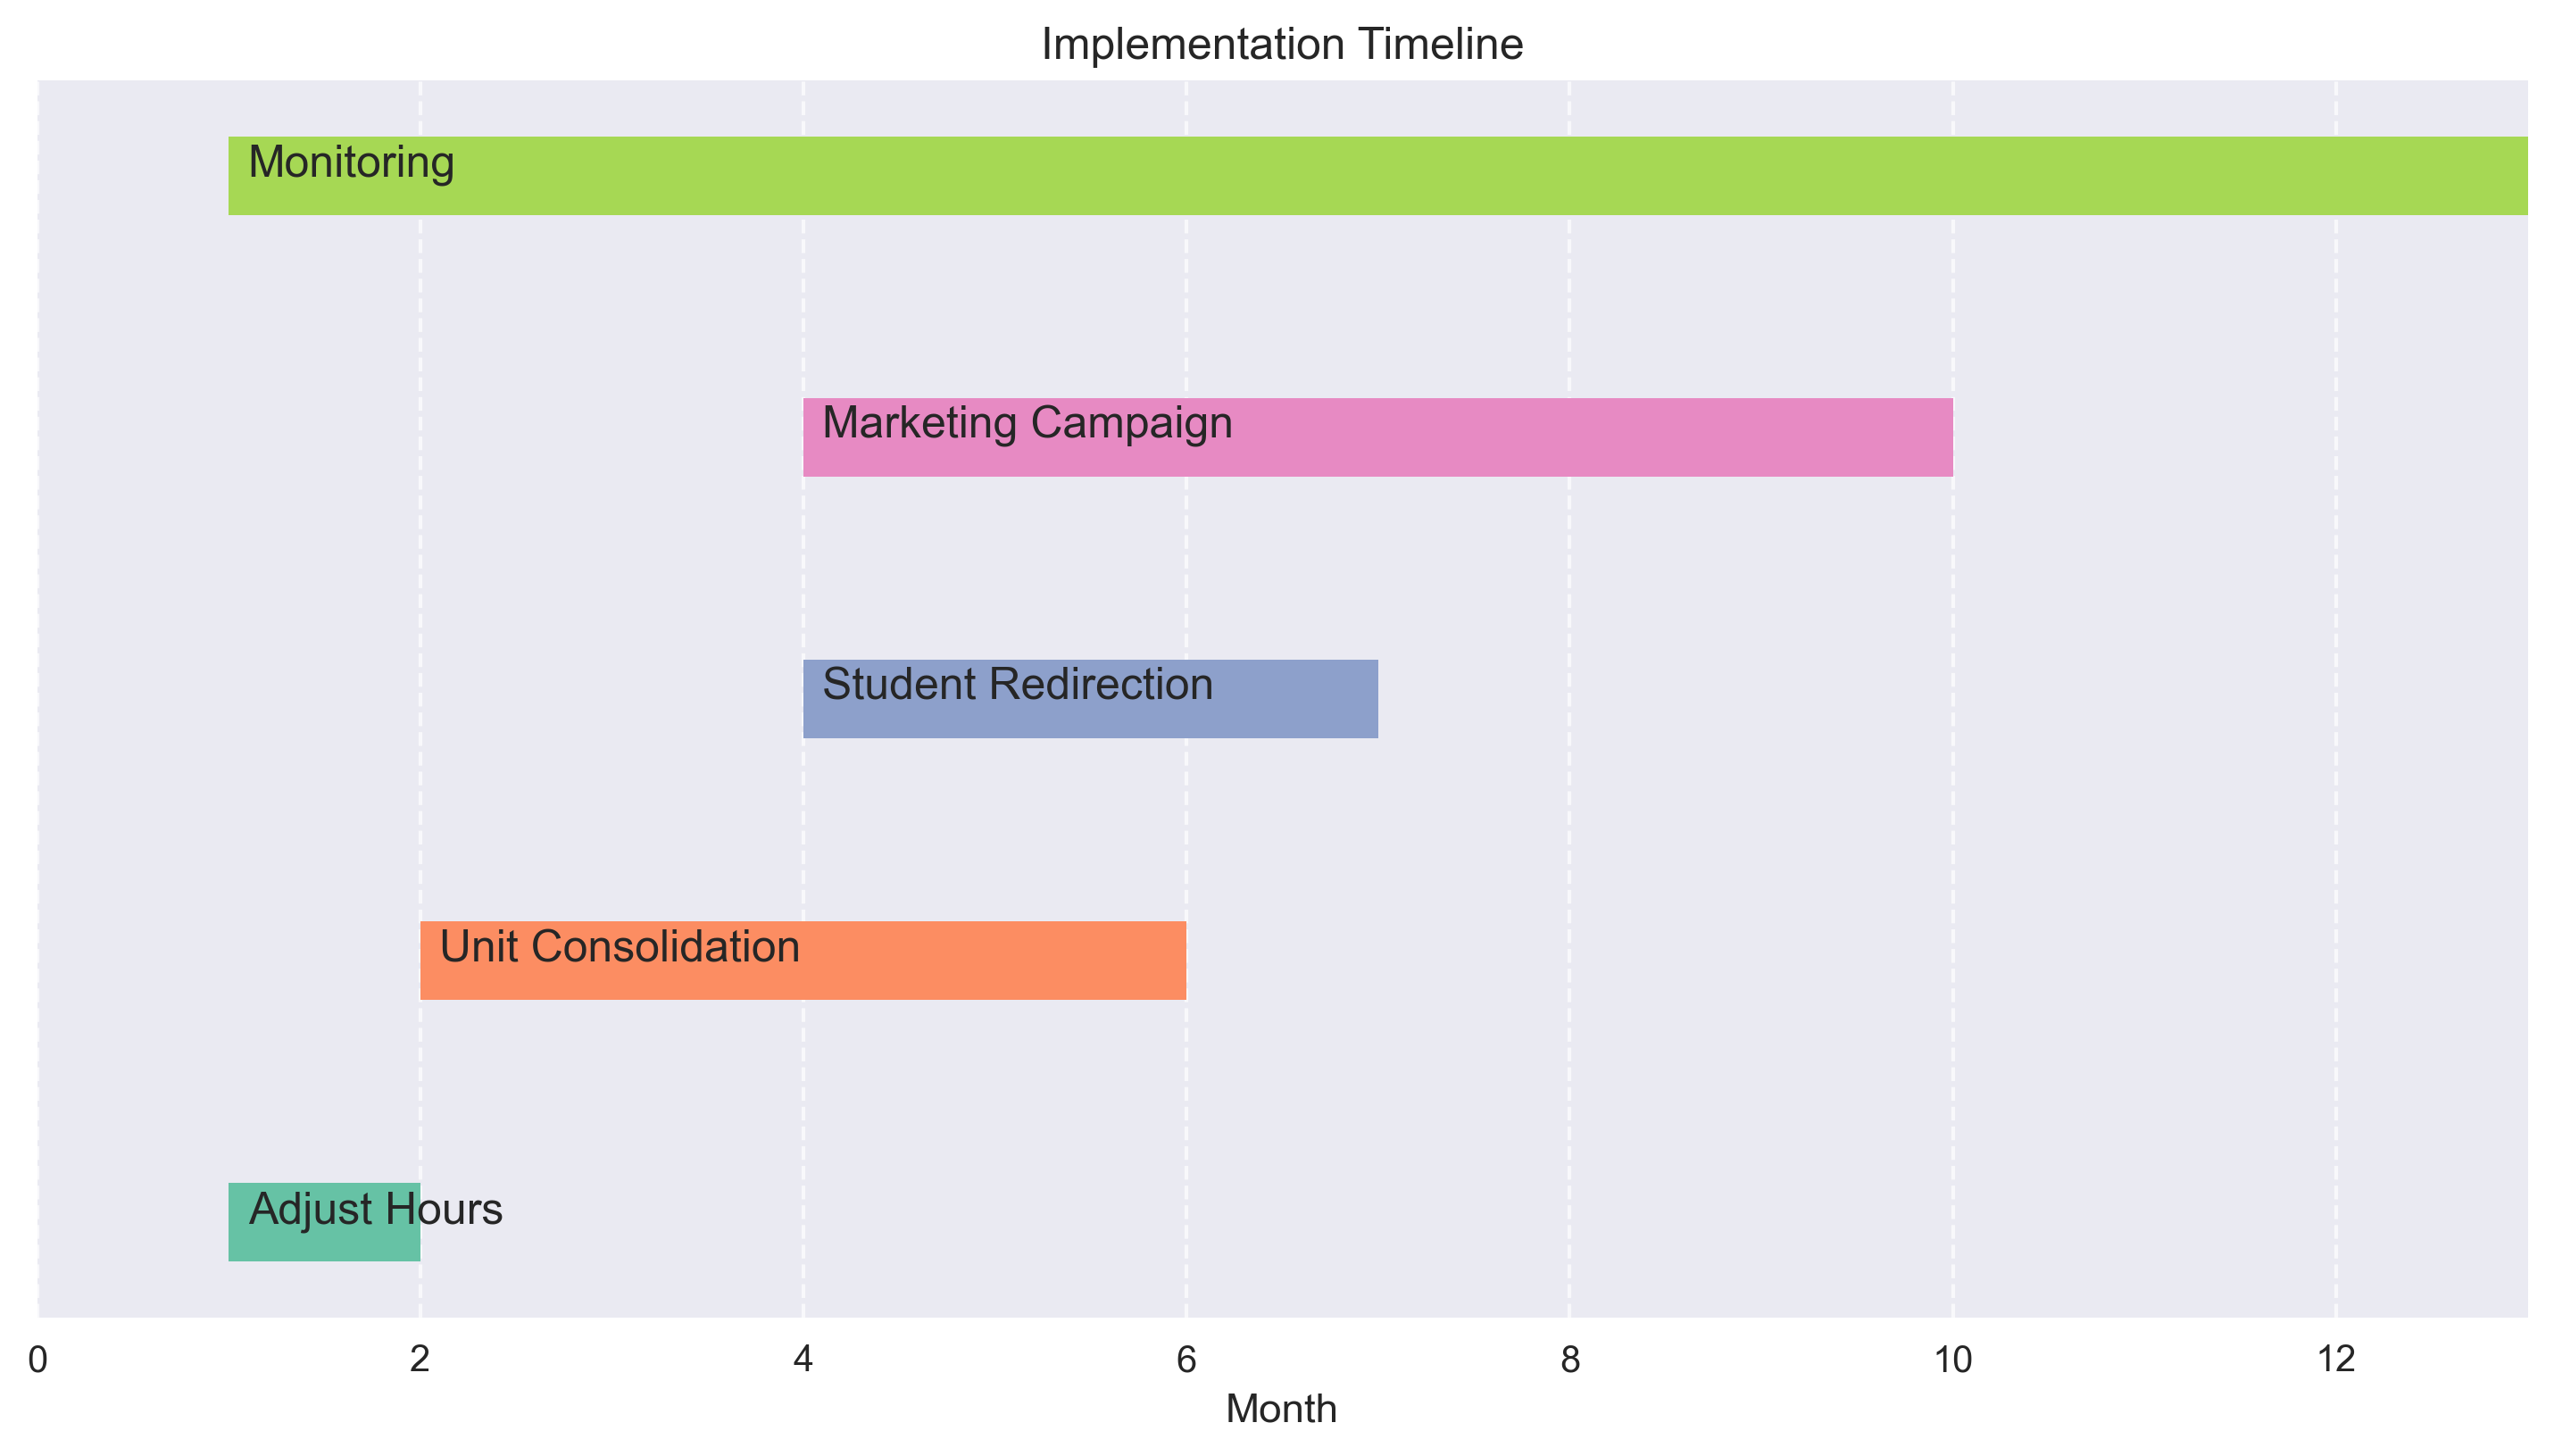 Implementation Timeline
Monitoring
Marketing Campaign
Student Redirection
Unit Consolidation
Adjust Hours
0 2 4 6 8 10 12
Month